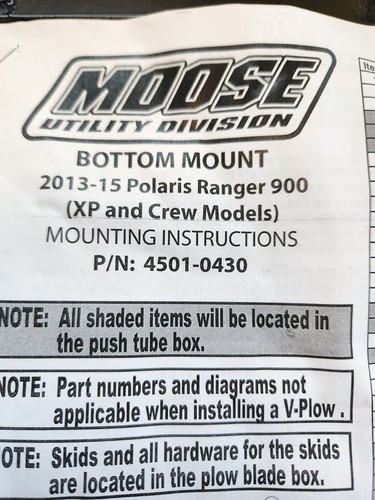 MOOSE
UTILITY DIVISION
BOTTOM MOUNT
2013-15 Polaris Ranger 900
(XP and Crew Models)
MOUNTING INSTRUCTIONS
P/N: 4501-0430
Ite
NOTE: All shaded items will be located in
the push tube box.
NOTE: Part numbers and diagrams not
applicable when installing a V-Plow .
OTE: Skids and all hardware for the skids
are located in the plow blade box.